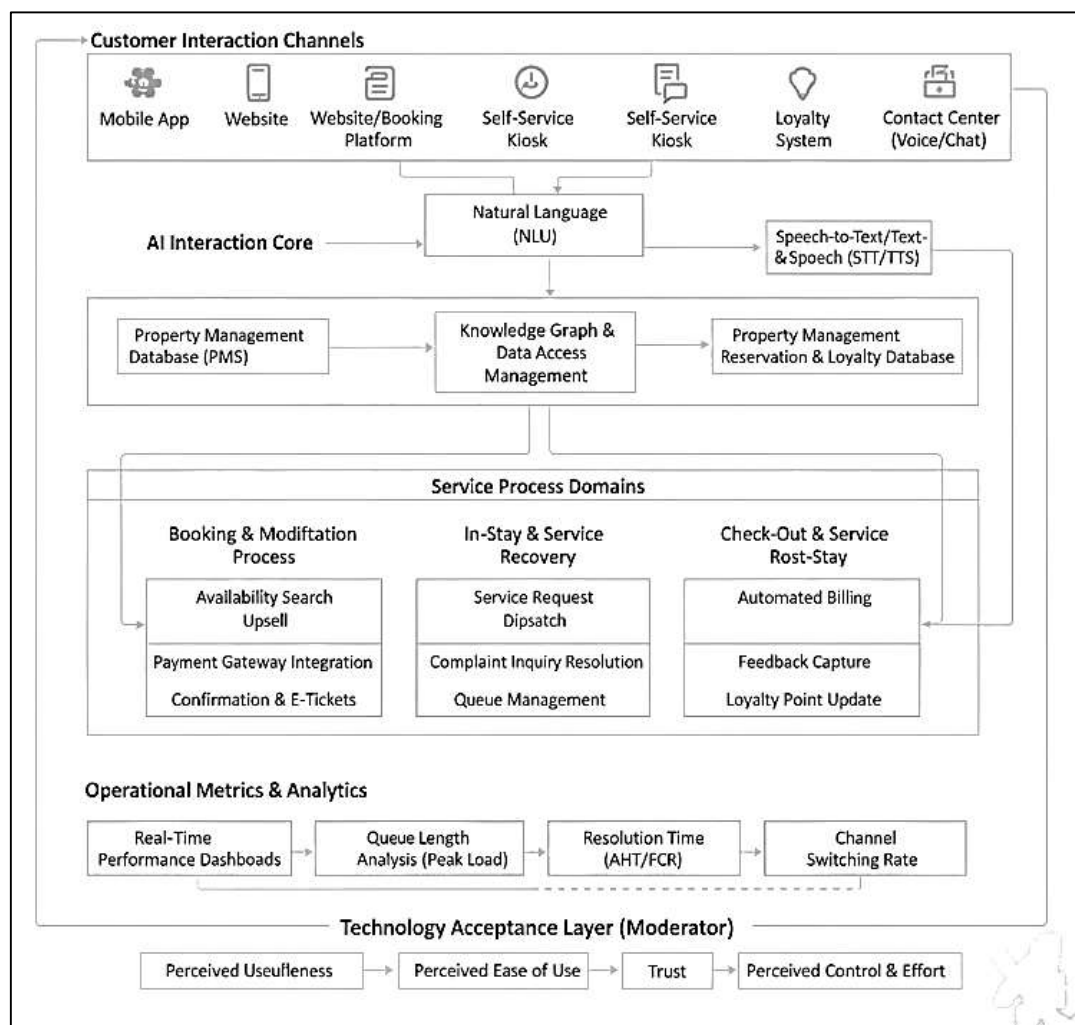 Customer Interaction Channels
Mobile App
Website
Website/Booking
Platform
Self-Service
Kiosk
Self-Service
Kiosk
Loyalty
System
Contact Center
(Voice/Chat)
Natural Language
(NLU)
AI Interaction Core
Speech-to-Text/Text-
& Spoech (STT/TTS)
Property Management
Database (PMS)
Knowledge Graph &
Data Access
Management
Property Management
Reservation & Loyalty Database
Service Process Domains
Booking & Modiftation
Process
In-Stay & Service
Recovery
Check-Out & Service
Rost-Stay
Availability Search
Upsell
Service Request
Dipsatch
Automated Billing
Payment Gateway Integration
Complaint Inquiry Resolution
Feedback Capture
Confirmation & E-Tickets
Queue Management
Loyalty Point Update
Operational Metrics & Analytics
Real-Time
Performance Dashboads
Queue Length
Analysis (Peak Load)
Resolution Time
(AHT/FCR)
Channel
Switching Rate
Technology Acceptance Layer (Moderator)
Perceived Useufleness
Perceived Ease of Use
Trust
Perceived Control & Effort